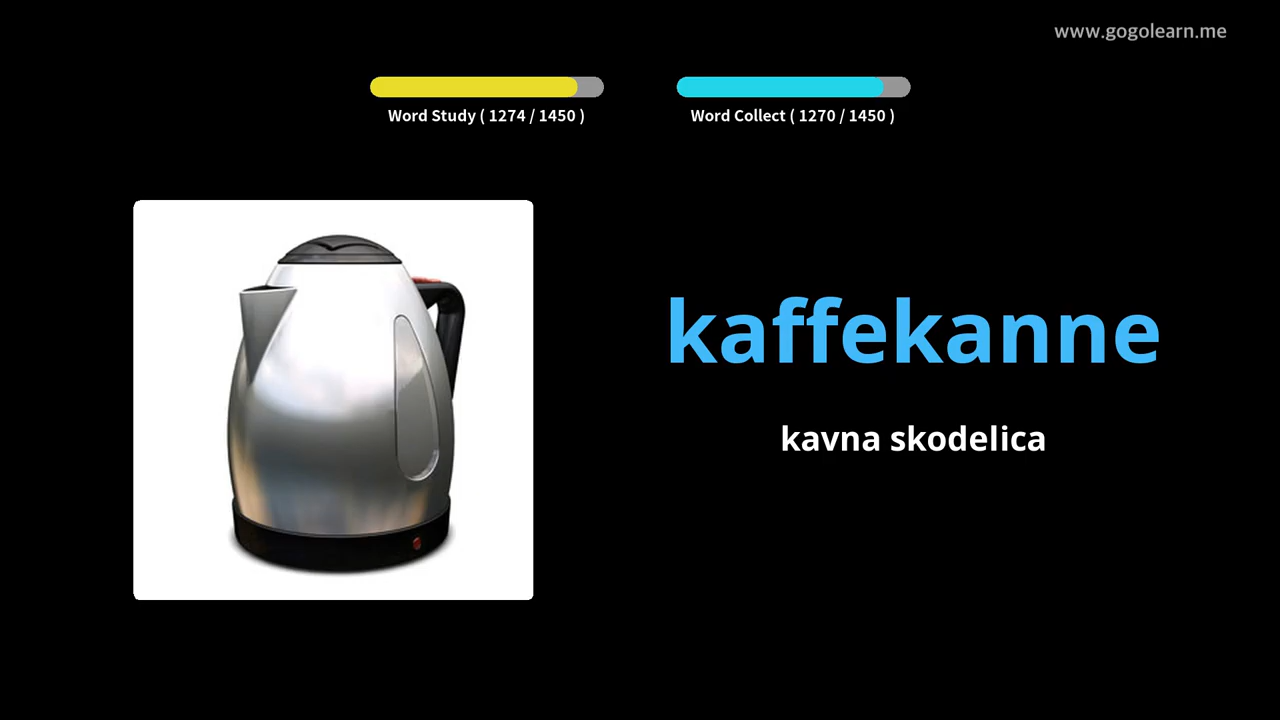 www.gogolearn.me
Word Study ( 1274 / 1450 )
Word Collect ( 1270 / 1450 )
kaffekanne
kavna skodelica